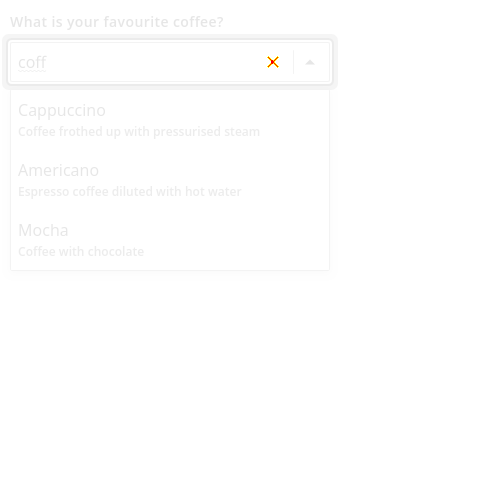 What is your favourite coffee?
coff
Cappuccino
Coffee frothed up with pressurised steam
Americano
Espresso coffee diluted with hot water
Mocha
Coffee with chocolate